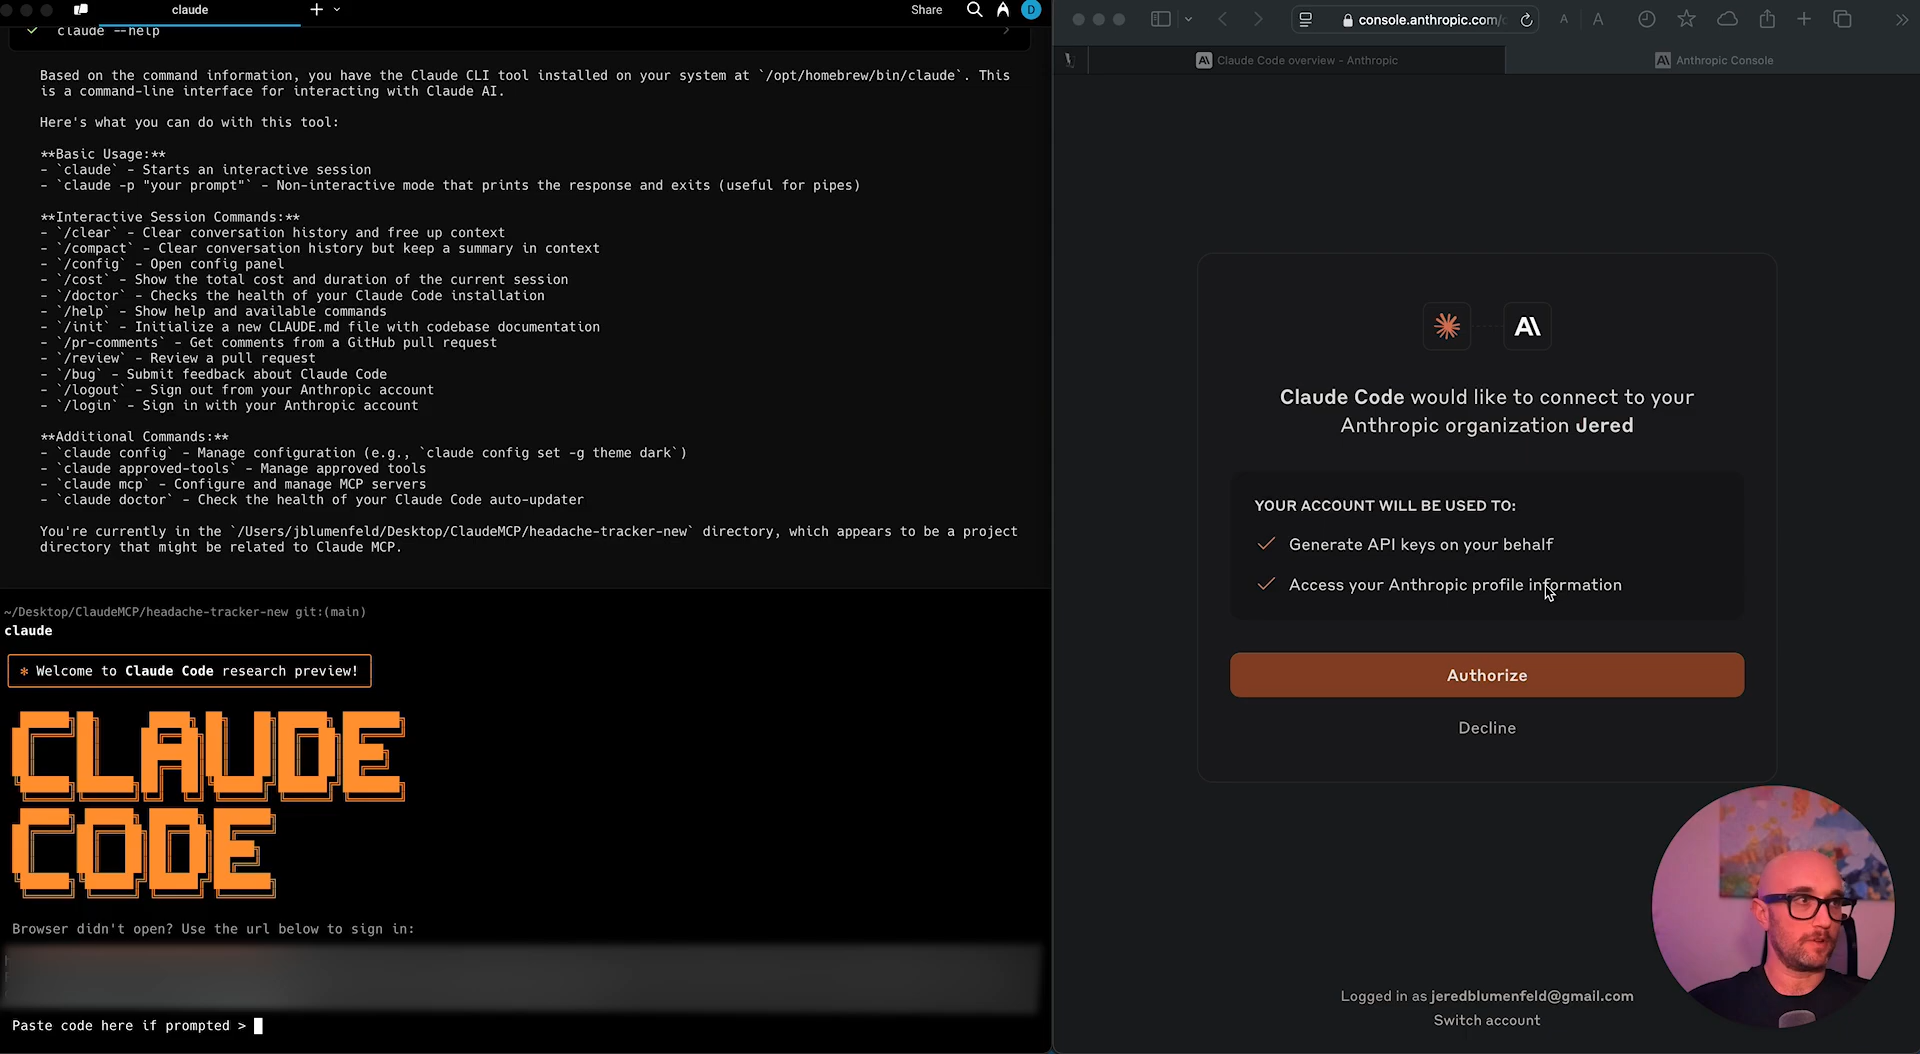 claude
Share
D
claude --help
Based on the command information, you have the Claude CLI tool installed on your system at `/opt/homebrew/bin/claude`. This
is a command-line interface for interacting with Claude AI.
Here's what you can do with this tool:
**Basic Usage:**
- `claude` - Starts an interactive session
- `claude -p "your prompt"` - Non-interactive mode that prints the response and exits (useful for pipes)
**Interactive Session Commands:**
- `/clear` - Clear conversation history and free up context
- `/compact` - Clear conversation history but keep a summary in context
- `/config` - Open config panel
- `/cost` - Show the total cost and duration of the current session
- `/doctor` - Checks the health of your Claude Code installation
- `/help` - Show help and available commands
- `/init` - Initialize a new CLAUDE.md file with codebase documentation
- `/pr-comments` - Get comments from a GitHub pull request
- `/review` - Review a pull request
- `/bug` - Submit feedback about Claude Code
- `/logout` - Sign out from your Anthropic account
- `/login` - Sign in with your Anthropic account
**Additional Commands:**
- `claude config` - Manage configuration (e.g., `claude config set -g theme dark`)
- `claude approved-tools` - Manage approved tools
- `claude mcp` - Configure and manage MCP servers
- `claude doctor` - Check the health of your Claude Code auto-updater
You're currently in the `/Users/jblumenfeld/Desktop/ClaudeMCP/headache-tracker-new` directory, which appears to be a project
directory that might be related to Claude MCP.
~/Desktop/ClaudeMCP/headache-tracker-new git:(main)
claude
* Welcome to Claude Code research preview!
CLAUDE
CODE
Browser didn't open? Use the url below to sign in:
Paste code here if prompted >
console.anthropic.com/
A A
Claude Code overview - Anthropic
Anthropic Console
Claude Code would like to connect to your
Anthropic organization Jered
YOUR ACCOUNT WILL BE USED TO:
Generate API keys on your behalf
Access your Anthropic profile information
Authorize
Decline
Logged in as jeredblumenfeld@gmail.com
Switch account